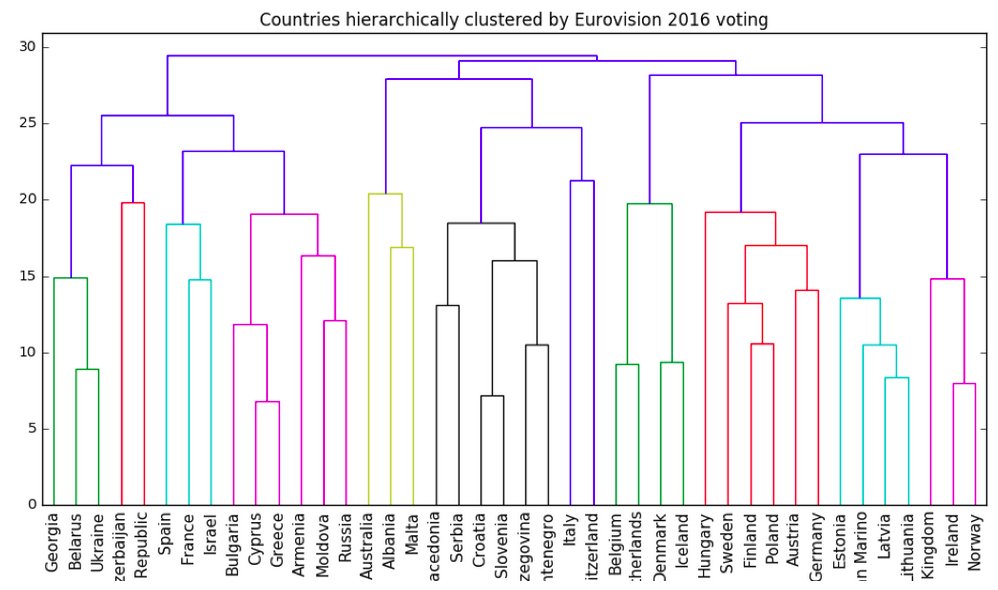 Countries hierarchically clustered by Eurovision 2016 voting
30
25
20
15
10
5
0
Georgia
Belarus
Ukraine
zerbaijan
Republic
Spain
France
Israel
Bulgaria
Cyprus
Greece
Armenia
Moldova
Russia
Australia
Albania
Malta
acedonia
Serbia
Croatia
Slovenia
zegovina
ntenegro
Italy
itzerland
Belgium
herlands
Denmark
Iceland
Hungary
Sweden
Finland
Poland
Austria
Germany
Estonia
n Marino
Latvia
ithuania
Kingdom
Ireland
Norway